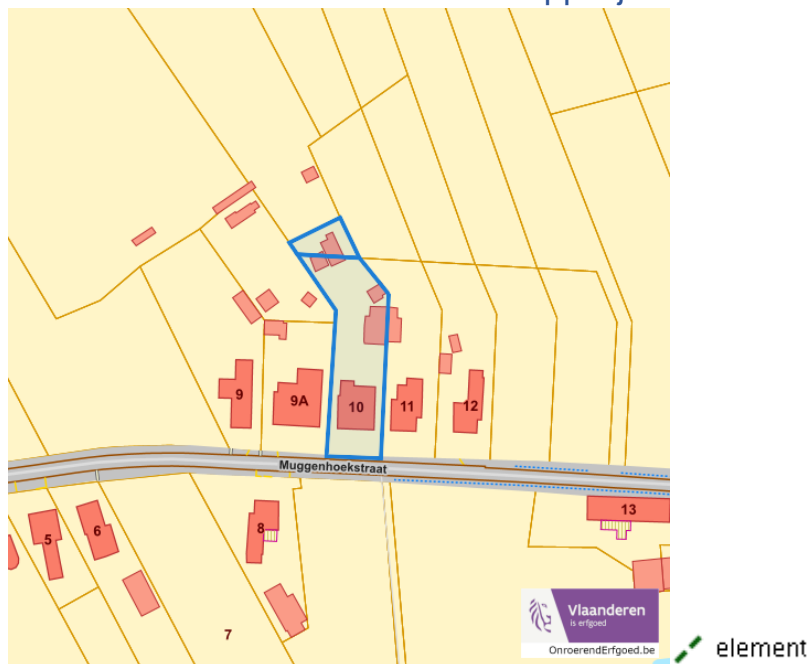 9
9A
10
11
12
Muggenhoekstraat
5
6
8
13
7
Vlaanderen
is erfgoed
OnroerendErfgoed.be
element